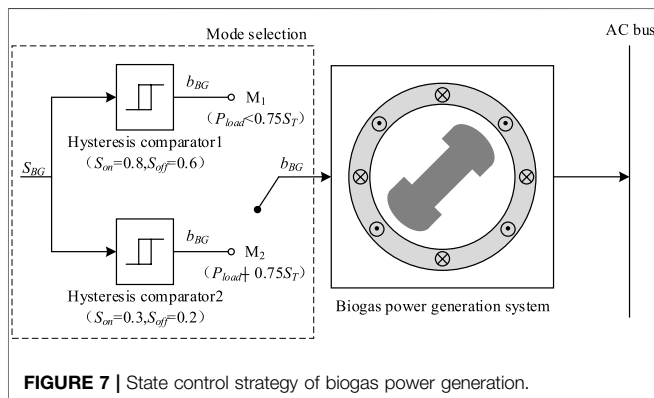 Mode selection
AC bus
b_BG
M_1
(P_load<0.75S_T)
Hysteresis comparator1
(S_on=0.8,S_off=0.6)
S_BG
b_BG
b_BG
M_2
(P_load┼ 0.75S_T)
Hysteresis comparator2
(S_on=0.3,S_off=0.2)
Biogas power generation system
FIGURE 7 | State control strategy of biogas power generation.